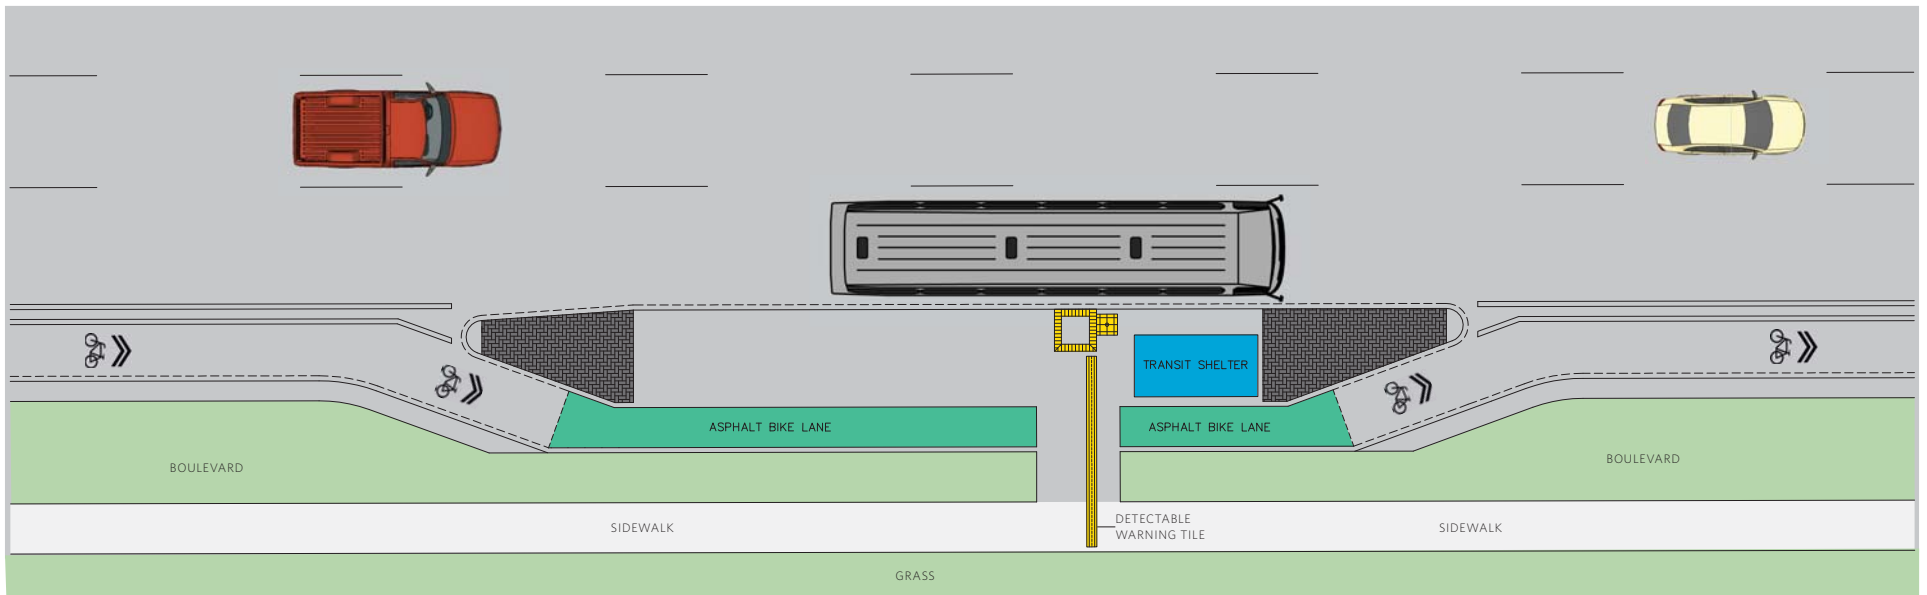 TRANSIT SHELTER
ASPHALT BIKE LANE
ASPHALT BIKE LANE
BOULEVARD
BOULEVARD
SIDEWALK
DETECTABLE
WARNING TILE
SIDEWALK
GRASS